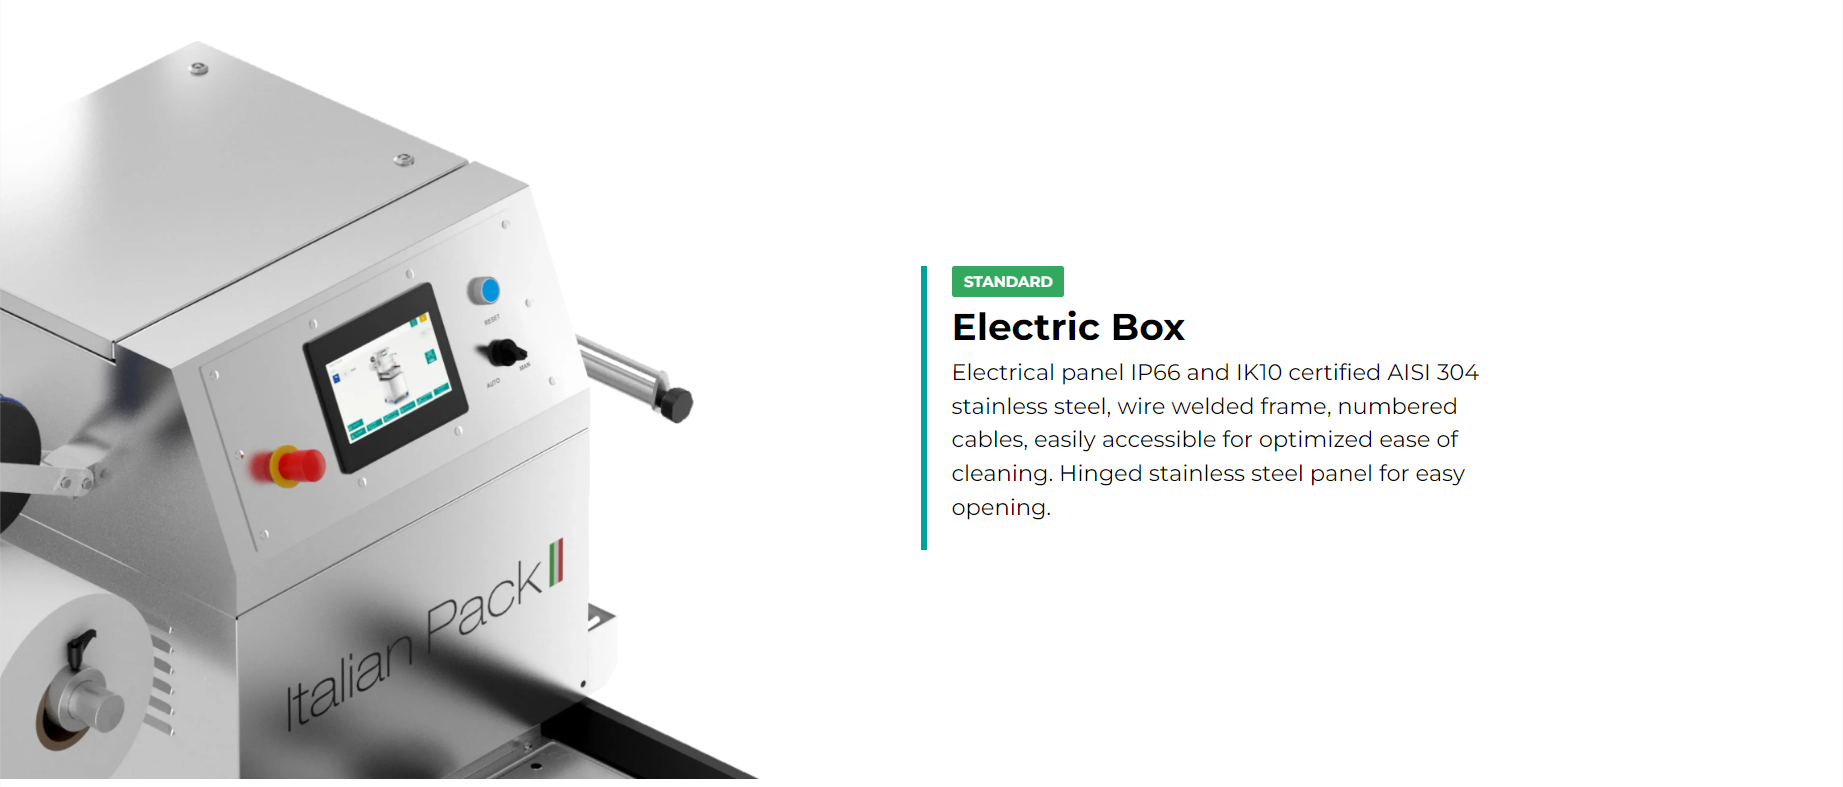 RESET
AUTO
MAN
Italian Pack
STANDARD
Electric Box
Electrical panel IP66 and IK10 certified AISI 304
stainless steel, wire welded frame, numbered
cables, easily accessible for optimized ease of
cleaning. Hinged stainless steel panel for easy
opening.